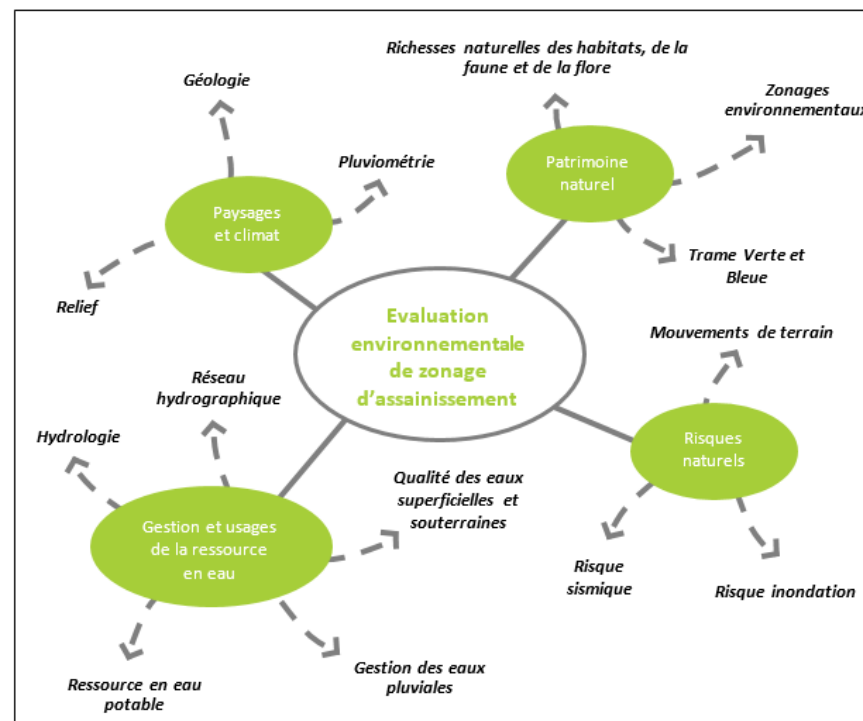 Richesses naturelles des habitats, de la
faune et de la flore
Géologie
Zonages
environnementaux
Pluviométrie
Patrimoine
naturel
Paysages
et climat
Trame Verte et
Bleue
Relief
Evaluation
environnementale
de zonage
d'assainissement
Mouvements de terrain
Réseau
hydrographique
Hydrologie
Risques
naturels
Qualité des eaux
superficielles et
souterraines
Gestion et usages
de la ressource
en eau
Risque
sismique
Risque inondation
Gestion des eaux
pluviales
Ressource en eau
potable